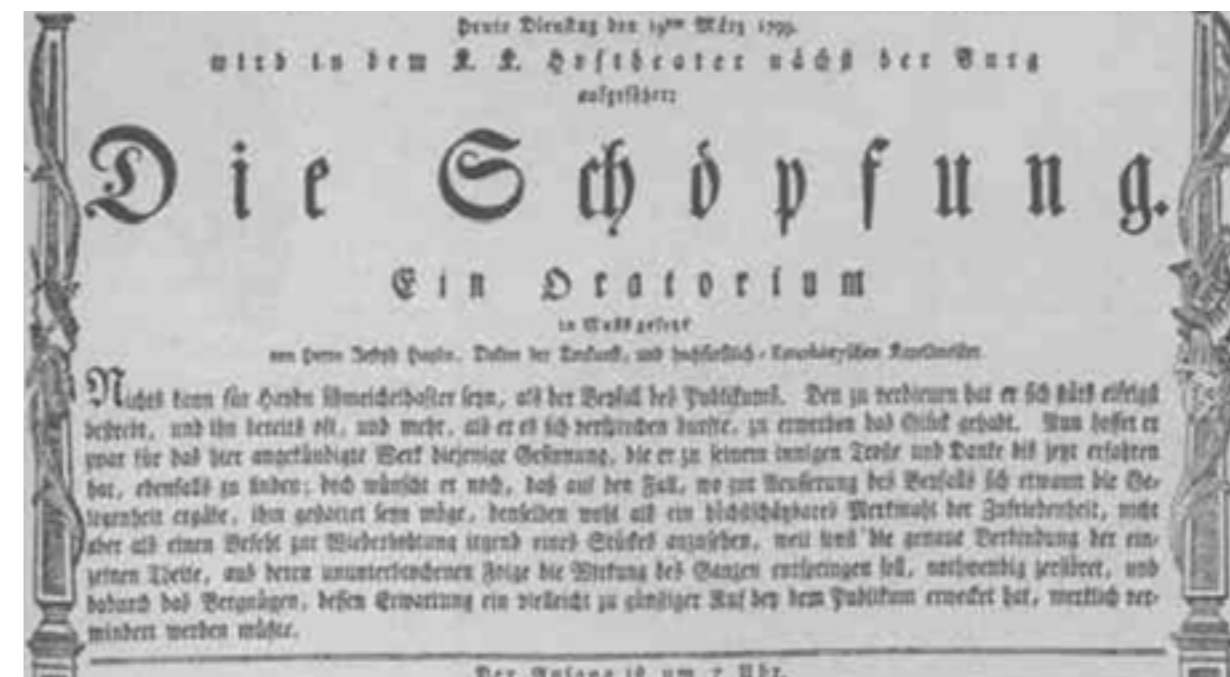 Heute Dienstag den 19ten März 1799.
wird in dem K. K. Hoftheater nächst der Burg
aufgeführt:
Die Schöpfung.
Ein Oratorium
in Musik gesetzt
von Herrn Joseph Haydn, Doktor der Tonkunst, und hochfürstlich-Esterházyschen Kapellmeister.
Nichts kann für Haydn schmeichelhafter seyn, als der Beyfall des Publikums. Den zu verdienen hat er sich stäts eifrigst
bestrebt, und ihn bereits oft, und mehr, als er es sich versprechen durfte, zu erwerben das Glück gehabt. Nun hoffet er
zwar für das hier angekündigte Werk diejenige Gesinnung, die er zu seinem innigen Troste und Danke bis jezt erfahren
hat, ebenfalls zu finden; doch wünscht er noch, daß auf den Fall, wo zur Aeußerung des Beyfalls sich etwann die Ge-
legenheit ergäbe, ihm gestattet seyn möge, denselben wohl als ein höchstschätzbares Merkmahl der Zufriedenheit, nicht
aber als einen Befehl zur Wiederhohlung irgend eines Stückes anzusehen, weil sonst die genaue Verbindung der ein-
zelnen Theile, aus deren ununterbrochenen Folge die Wirkung des Ganzen entspringen soll, nothwendig zerstöret, und
dadurch das Vergnügen, dessen Erwartung ein vielleicht zu günstiger Ruf bey dem Publikum erwecket hat, merklich ver-
mindert werden müßte.
Der Anfang ist um 7 Uhr.